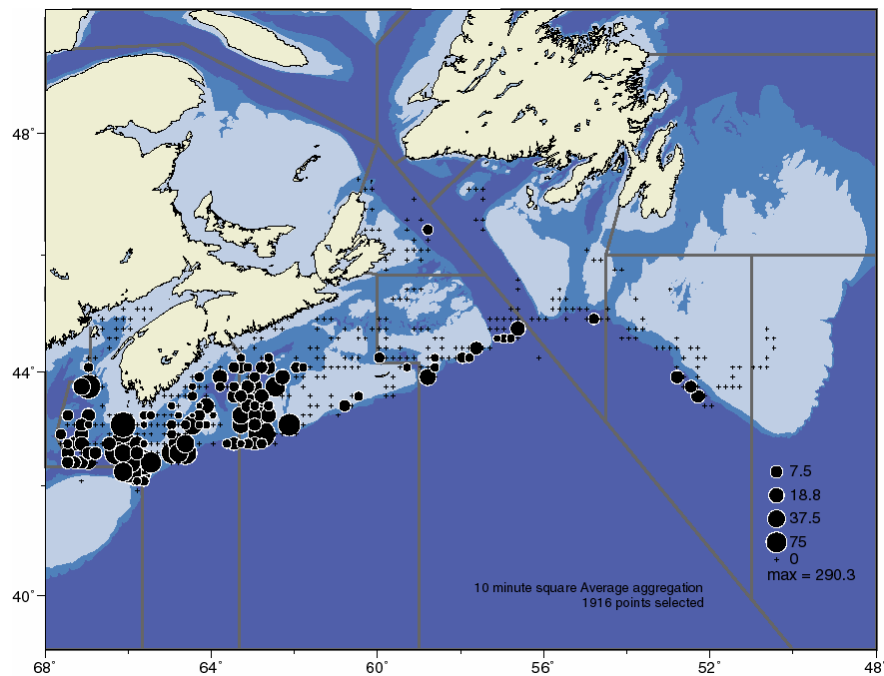 48°
44°
40°
7.5
18.8
37.5
75
0
max = 290.3
10 minute square Average aggregation
1916 points selected
68° 64° 60° 56° 52° 48°